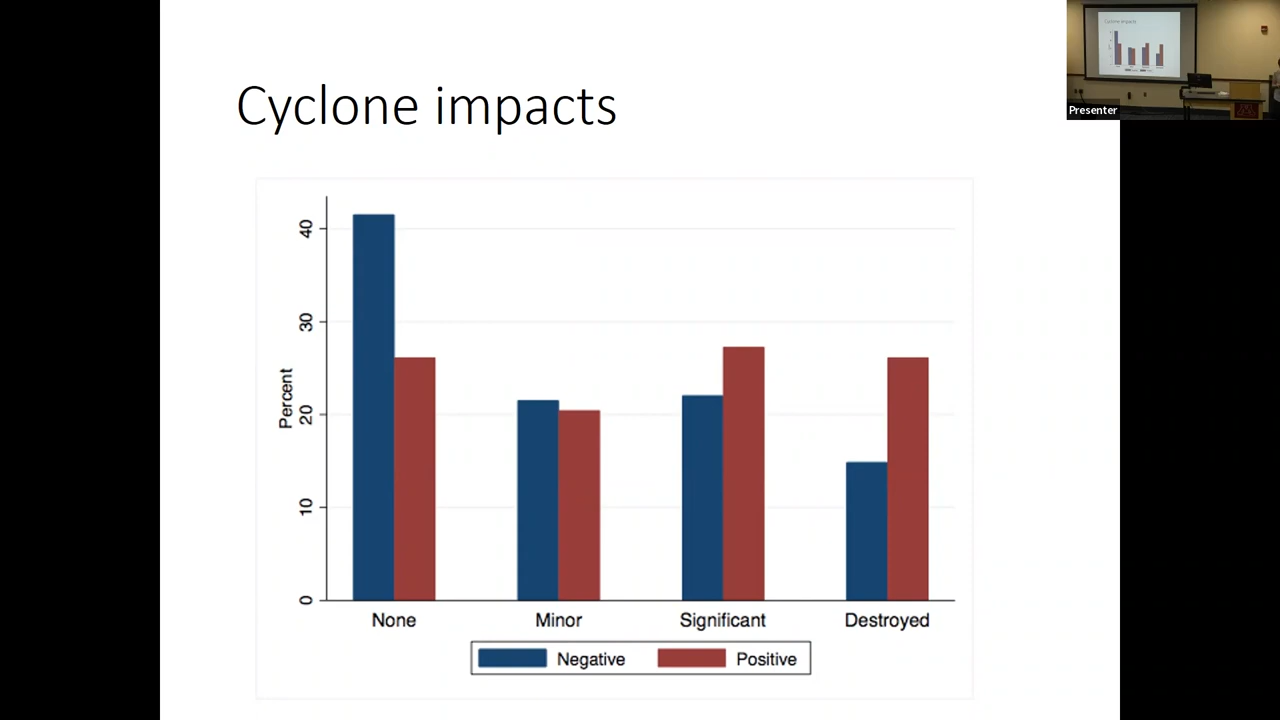 Cyclone impacts
Presenter
Percent
40
30
20
10
0
None Minor Significant Destroyed
Negative Positive